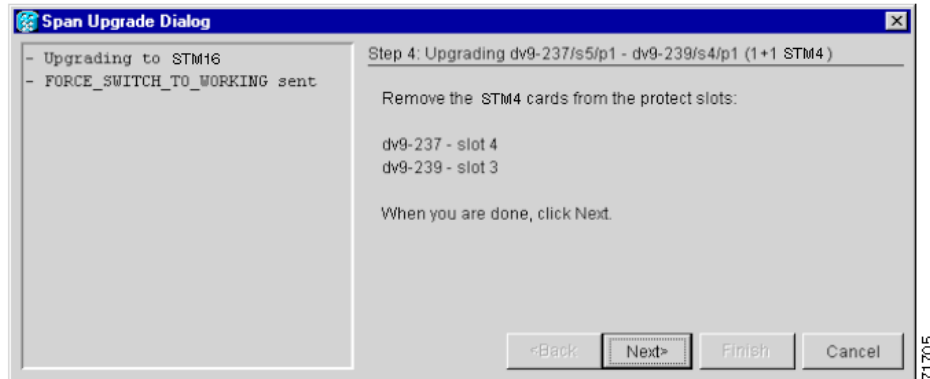 Span Upgrade Dialog
- Upgrading to STM16
- FORCE_SWITCH_TO_WORKING sent
Step 4: Upgrading dv9-237/s5/p1 - dv9-239/s4/p1 (1+1 STM4)
Remove the STM4 cards from the protect slots:
dv9-237 - slot 4
dv9-239 - slot 3
When you are done, click Next.
<Back
Next>
Finish
Cancel
71705